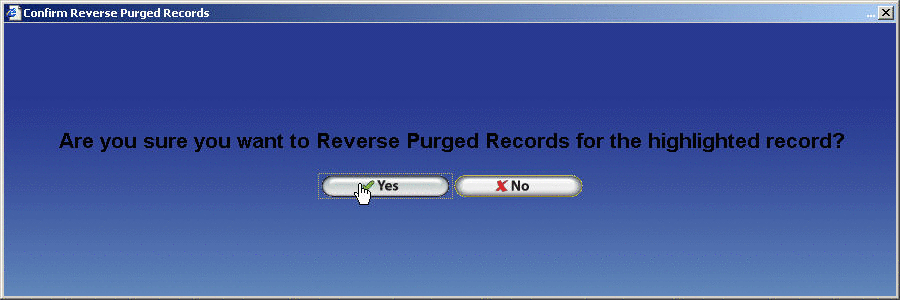 Confirm Reverse Purged Records ...
Are you sure you want to Reverse Purged Records for the highlighted record?
Yes No